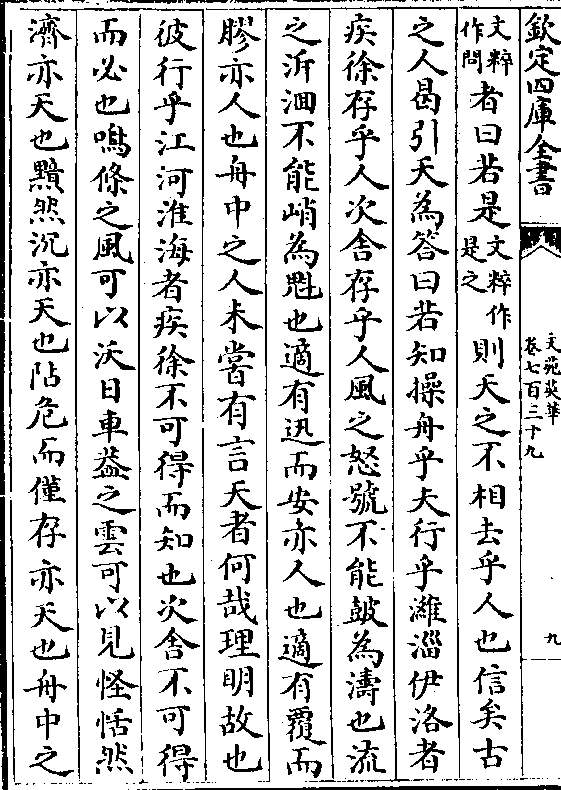 欽定四庫全書
文苑英華
卷七百三十九
九
文粹作問者曰若是文粹作是之則天之不相去乎人也信矣古
之人曷引天為答曰若知操舟乎夫行乎濰淄伊洛者
疾徐存乎人次舍存乎人風之怒號不能鼓為濤也流
之泝洄不能峭為魁也適有迅而安亦人也適有覆而
膠亦人也舟中之人未嘗有言天者何哉理明故也
彼行乎江河淮海者疾徐不可得而知也次舍不可得
而必也鳴條之風可以沃日車蓋之雲可以見怪恬然
濟亦天也黯然沉亦天也阽危而僅存亦天也舟中之